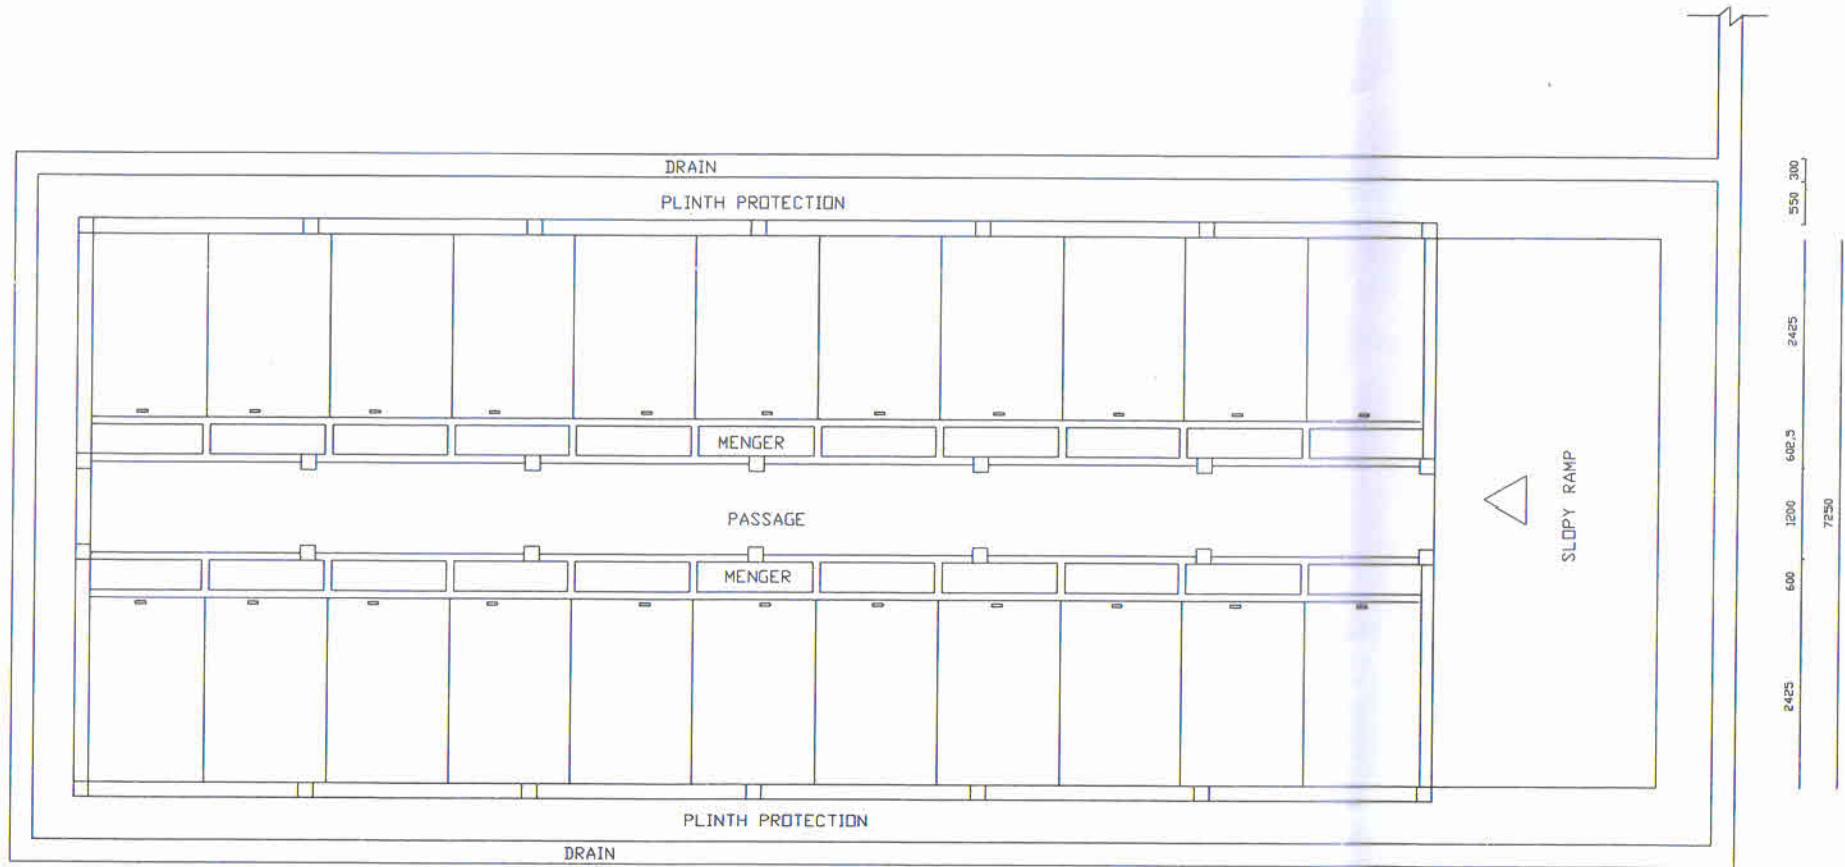 DRAIN
PLINTH PROTECTION
300
550
2425
MENGER
602,5
SLOPY RAMP
PASSAGE
1200
7250
MENGER
600
2425
PLINTH PROTECTION
DRAIN